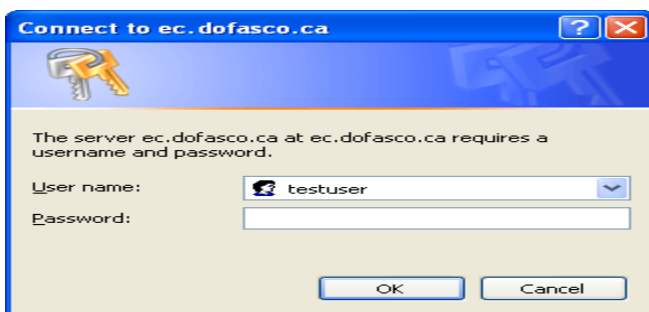 Connect to ec.dofasco.ca
?
The server ec.dofasco.ca at ec.dofasco.ca requires a
username and password.
User name:
testuser
Password:
OK
Cancel